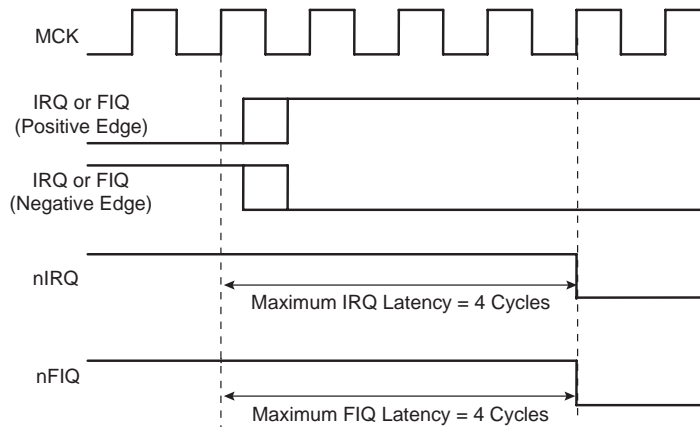 MCK
IRQ or FIQ
(Positive Edge)
IRQ or FIQ
(Negative Edge)
nIRQ
Maximum IRQ Latency = 4 Cycles
nFIQ
Maximum FIQ Latency = 4 Cycles